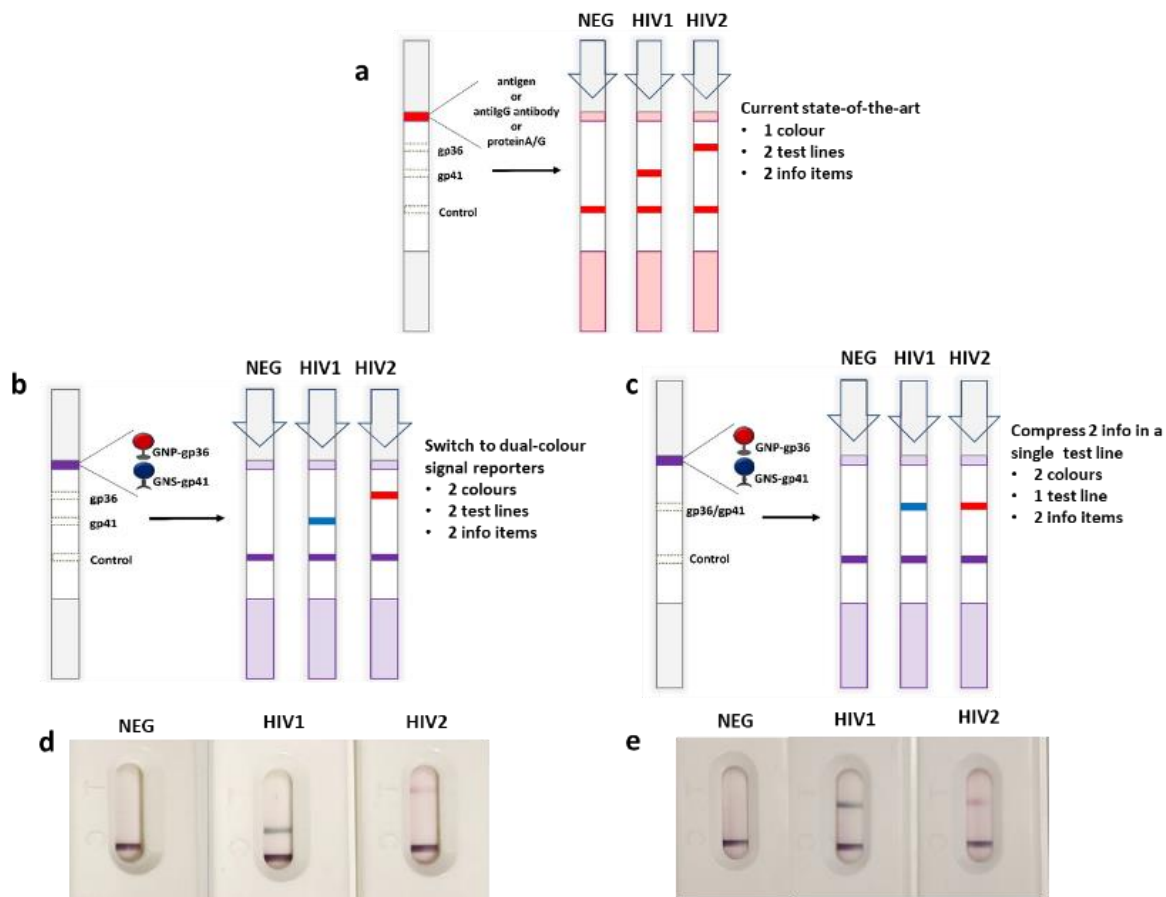 NEG HIV1 HIV2
a
antigen
or
antiIgG antibody
or
proteinA/G
gp36
gp41
Control
Current state-of-the-art
• 1 colour
• 2 test lines
• 2 info items
b
NEG HIV1 HIV2
GNP-gp36
GNS-gp41
gp36
gp41
Control
Switch to dual-colour
signal reporters
• 2 colours
• 2 test lines
• 2 info items
c
NEG HIV1 HIV2
GNP-gp36
GNS-gp41
gp36/gp41
Control
Compress 2 info in a
single test line
• 2 colours
• 1 test line
• 2 info items
d
NEG HIV1 HIV2
T
C
T
C
T
C
e
NEG HIV1 HIV2
T
C
T
C
T
C